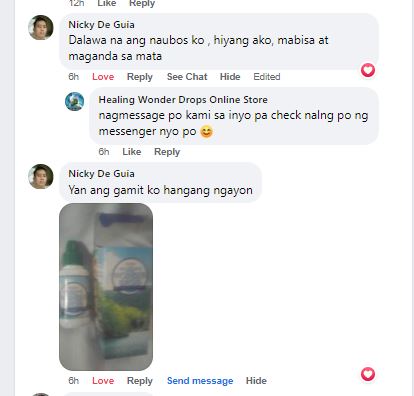 12h Like Reply
Nicky De Guia
Dalawa na ang naubos ko , hiyang ako, mabisa at
maganda sa mata
6h Love Reply See Chat Hide Edited
Healing Wonder Drops Online Store
nagmessage po kami sa inyo pa check nalng po ng
messenger nyo po 😊
6h Like Reply
Nicky De Guia
Yan ang gamit ko hangang ngayon
6h Love Reply Send message Hide